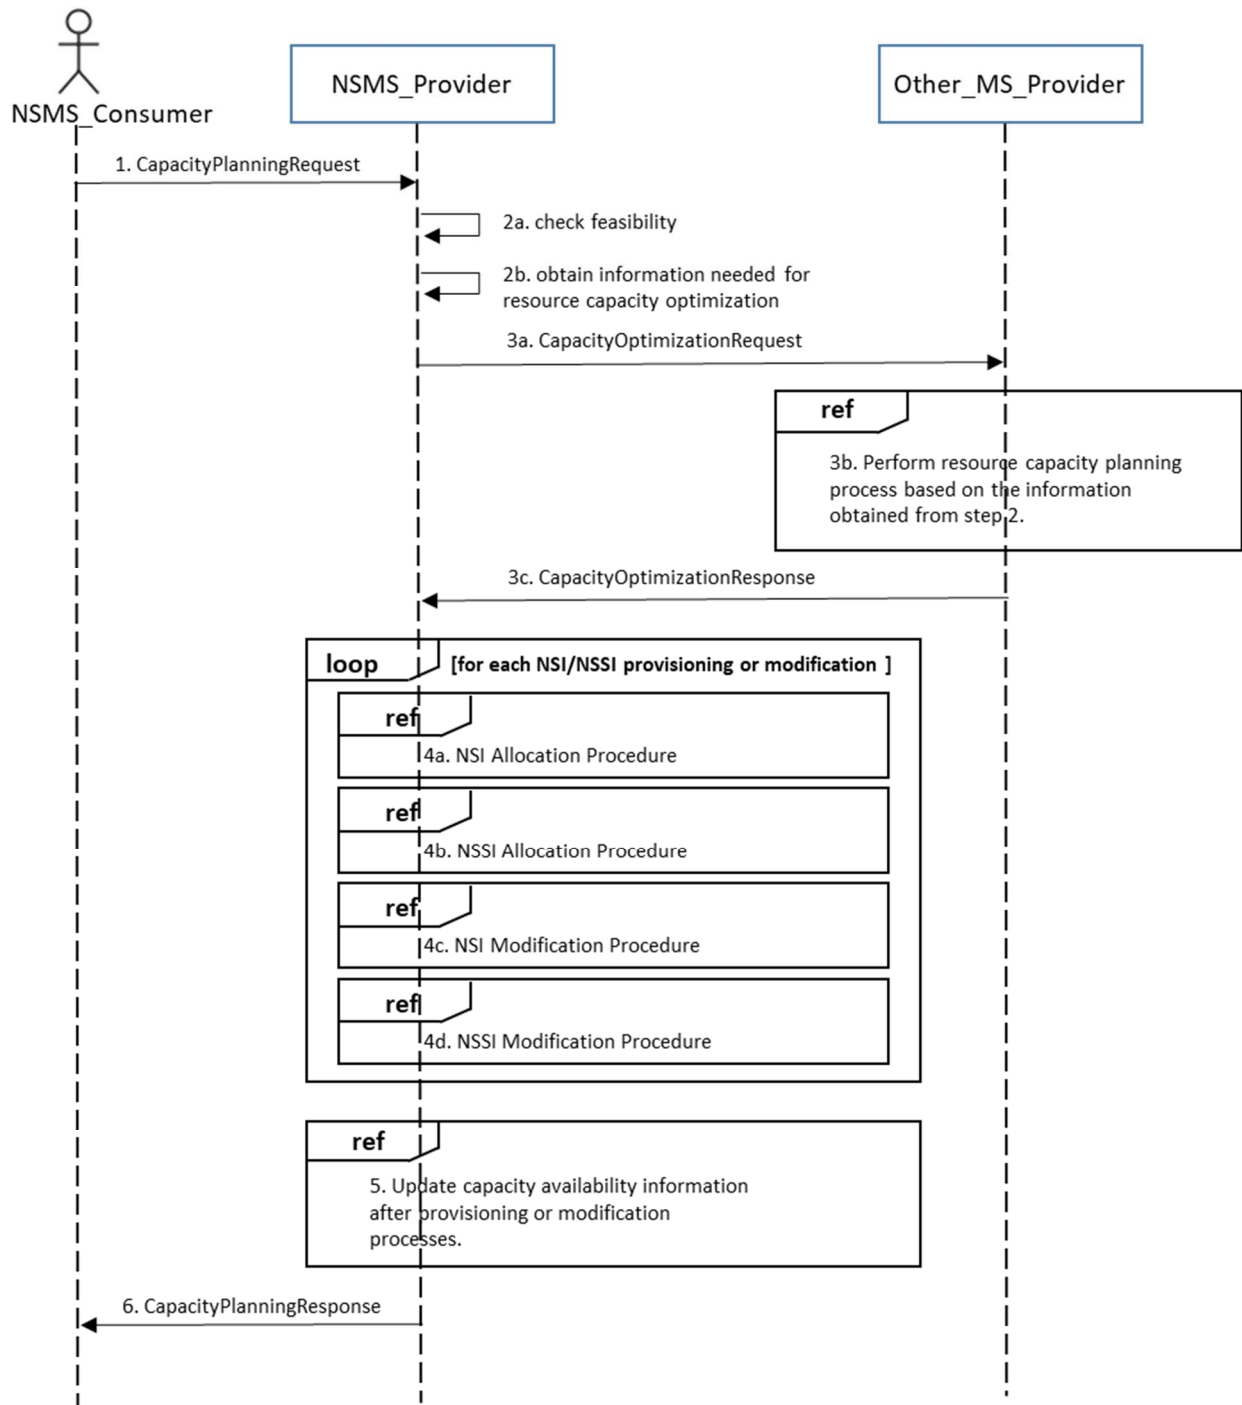 NSMS_Consumer
NSMS_Provider
Other_MS_Provider
1. CapacityPlanningRequest
2a. check feasibility
2b. obtain information needed for
resource capacity optimization
3a. CapacityOptimizationRequest
ref
3b. Perform resource capacity planning
process based on the information
obtained from step 2.
3c. CapacityOptimizationResponse
loop
[for each NSI/NSSI provisioning or modification ]
ref
4a. NSI Allocation Procedure
ref
4b. NSSI Allocation Procedure
ref
4c. NSI Modification Procedure
ref
4d. NSSI Modification Procedure
ref
5. Update capacity availability information
after provisioning or modification
processes.
6. CapacityPlanningResponse